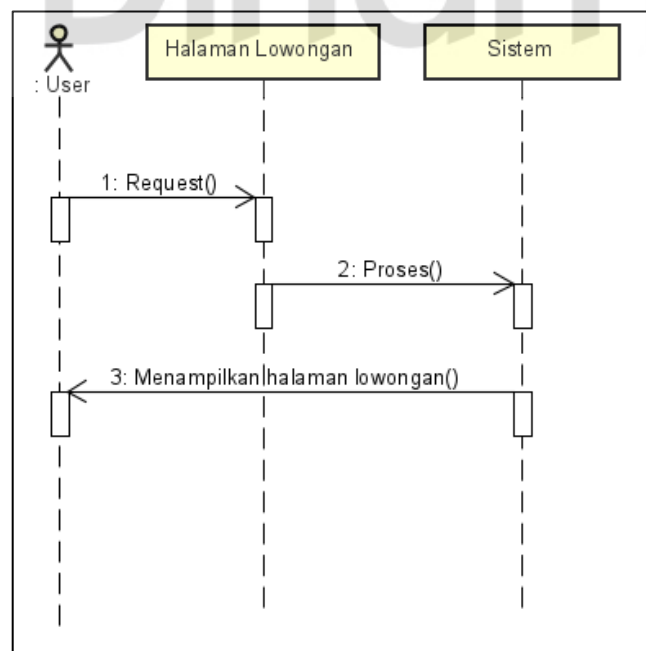 Halaman Lowongan
Sistem
: User
1: Request()
2: Proses()
3: Menampilkan halaman lowongan()